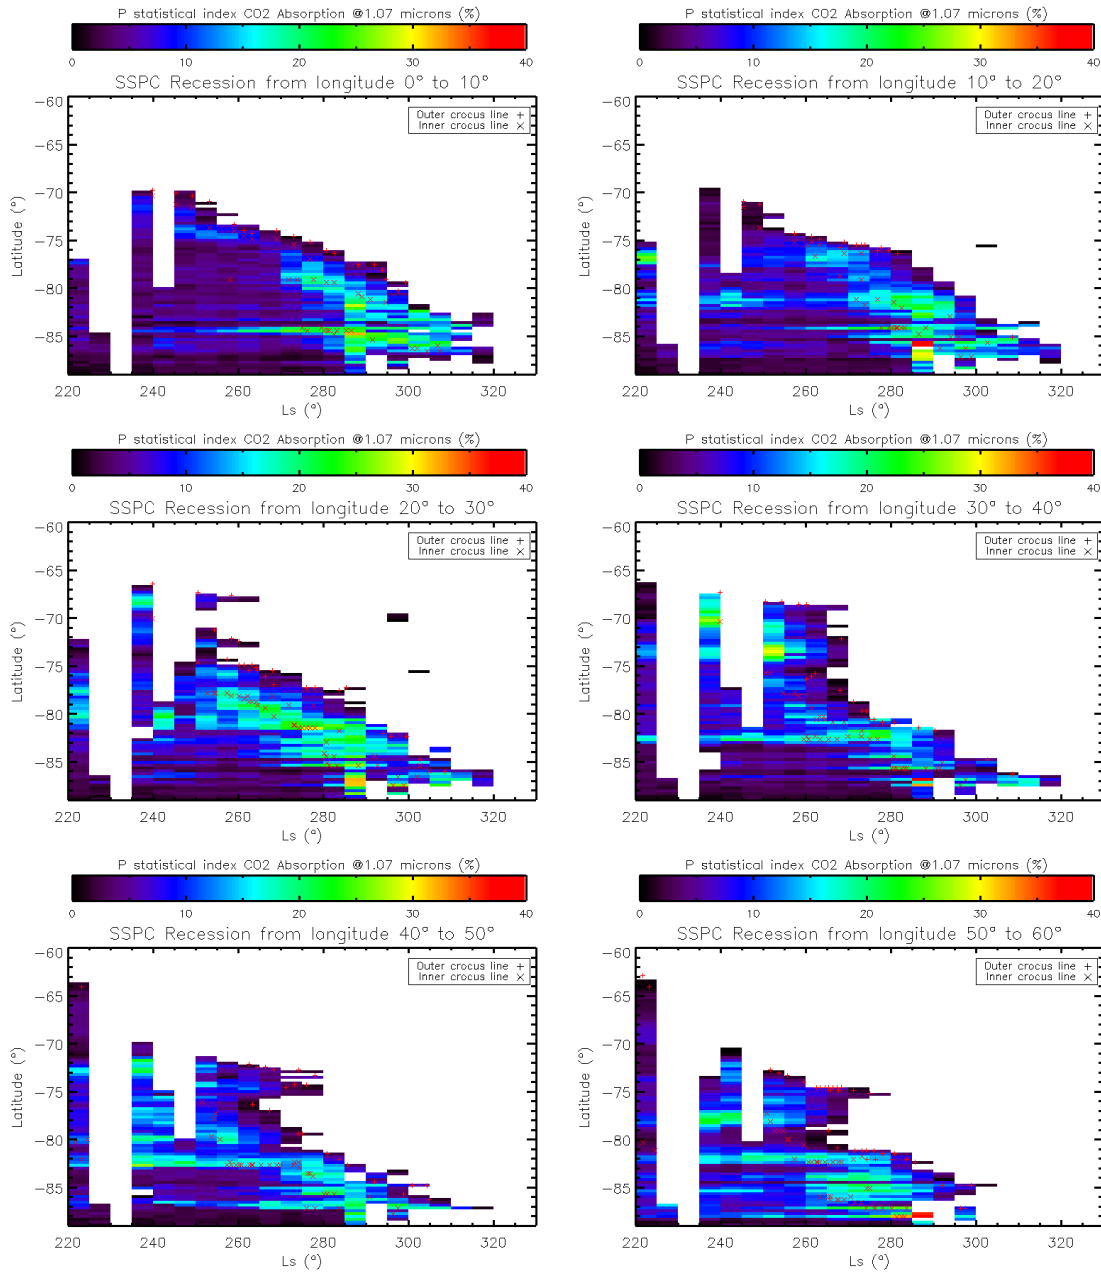 P statistical index CO2 Absorption @1.07 microns (%)
0 10 20 30 40
SSPC Recession from longitude 0° to 10°
Outer crocus line +
Inner crocus line ×
Latitude (°)
−60
−65
−70
−75
−80
−85
220 240 260 280 300 320
Ls (°)
P statistical index CO2 Absorption @1.07 microns (%)
0 10 20 30 40
SSPC Recession from longitude 10° to 20°
Outer crocus line +
Inner crocus line ×
Latitude (°)
−60
−65
−70
−75
−80
−85
220 240 260 280 300 320
Ls (°)
P statistical index CO2 Absorption @1.07 microns (%)
0 10 20 30 40
SSPC Recession from longitude 20° to 30°
Outer crocus line +
Inner crocus line ×
Latitude (°)
−60
−65
−70
−75
−80
−85
220 240 260 280 300 320
Ls (°)
P statistical index CO2 Absorption @1.07 microns (%)
0 10 20 30 40
SSPC Recession from longitude 30° to 40°
Outer crocus line +
Inner crocus line ×
Latitude (°)
−60
−65
−70
−75
−80
−85
220 240 260 280 300 320
Ls (°)
P statistical index CO2 Absorption @1.07 microns (%)
0 10 20 30 40
SSPC Recession from longitude 40° to 50°
Outer crocus line +
Inner crocus line ×
Latitude (°)
−60
−65
−70
−75
−80
−85
220 240 260 280 300 320
Ls (°)
P statistical index CO2 Absorption @1.07 microns (%)
0 10 20 30 40
SSPC Recession from longitude 50° to 60°
Outer crocus line +
Inner crocus line ×
Latitude (°)
−60
−65
−70
−75
−80
−85
220 240 260 280 300 320
Ls (°)